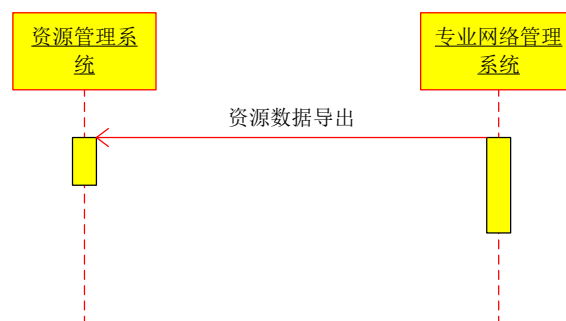 资源管理系
统
专业网络管理
系统
资源数据导出